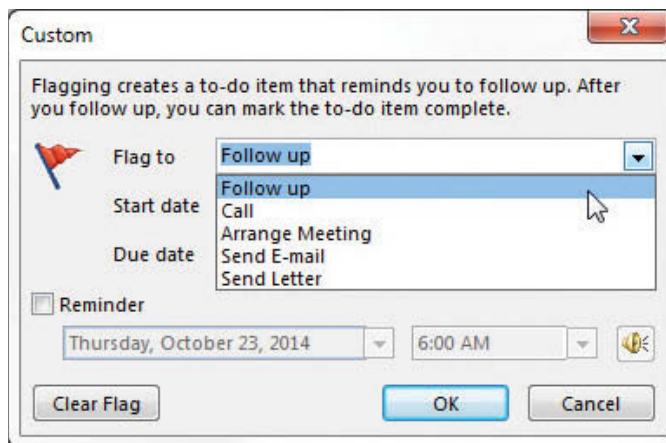 Custom
Flagging creates a to-do item that reminds you to follow up. After
you follow up, you can mark the to-do item complete.
Flag to
Follow up
Follow up
Start date
Call
Arrange Meeting
Due date
Send E-mail
Send Letter
Reminder
Thursday, October 23, 2014
6:00 AM
Clear Flag
OK
Cancel